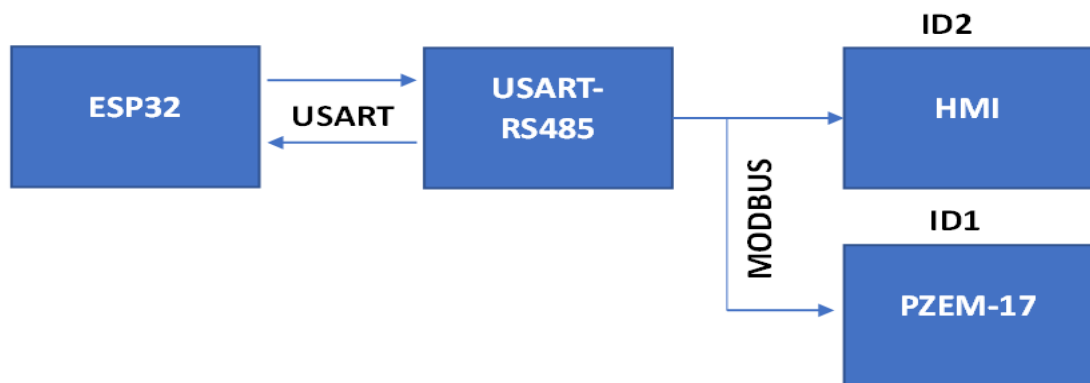 ID2
ESP32
USART
USART-
RS485
HMI
MODBUS
ID1
PZEM-17